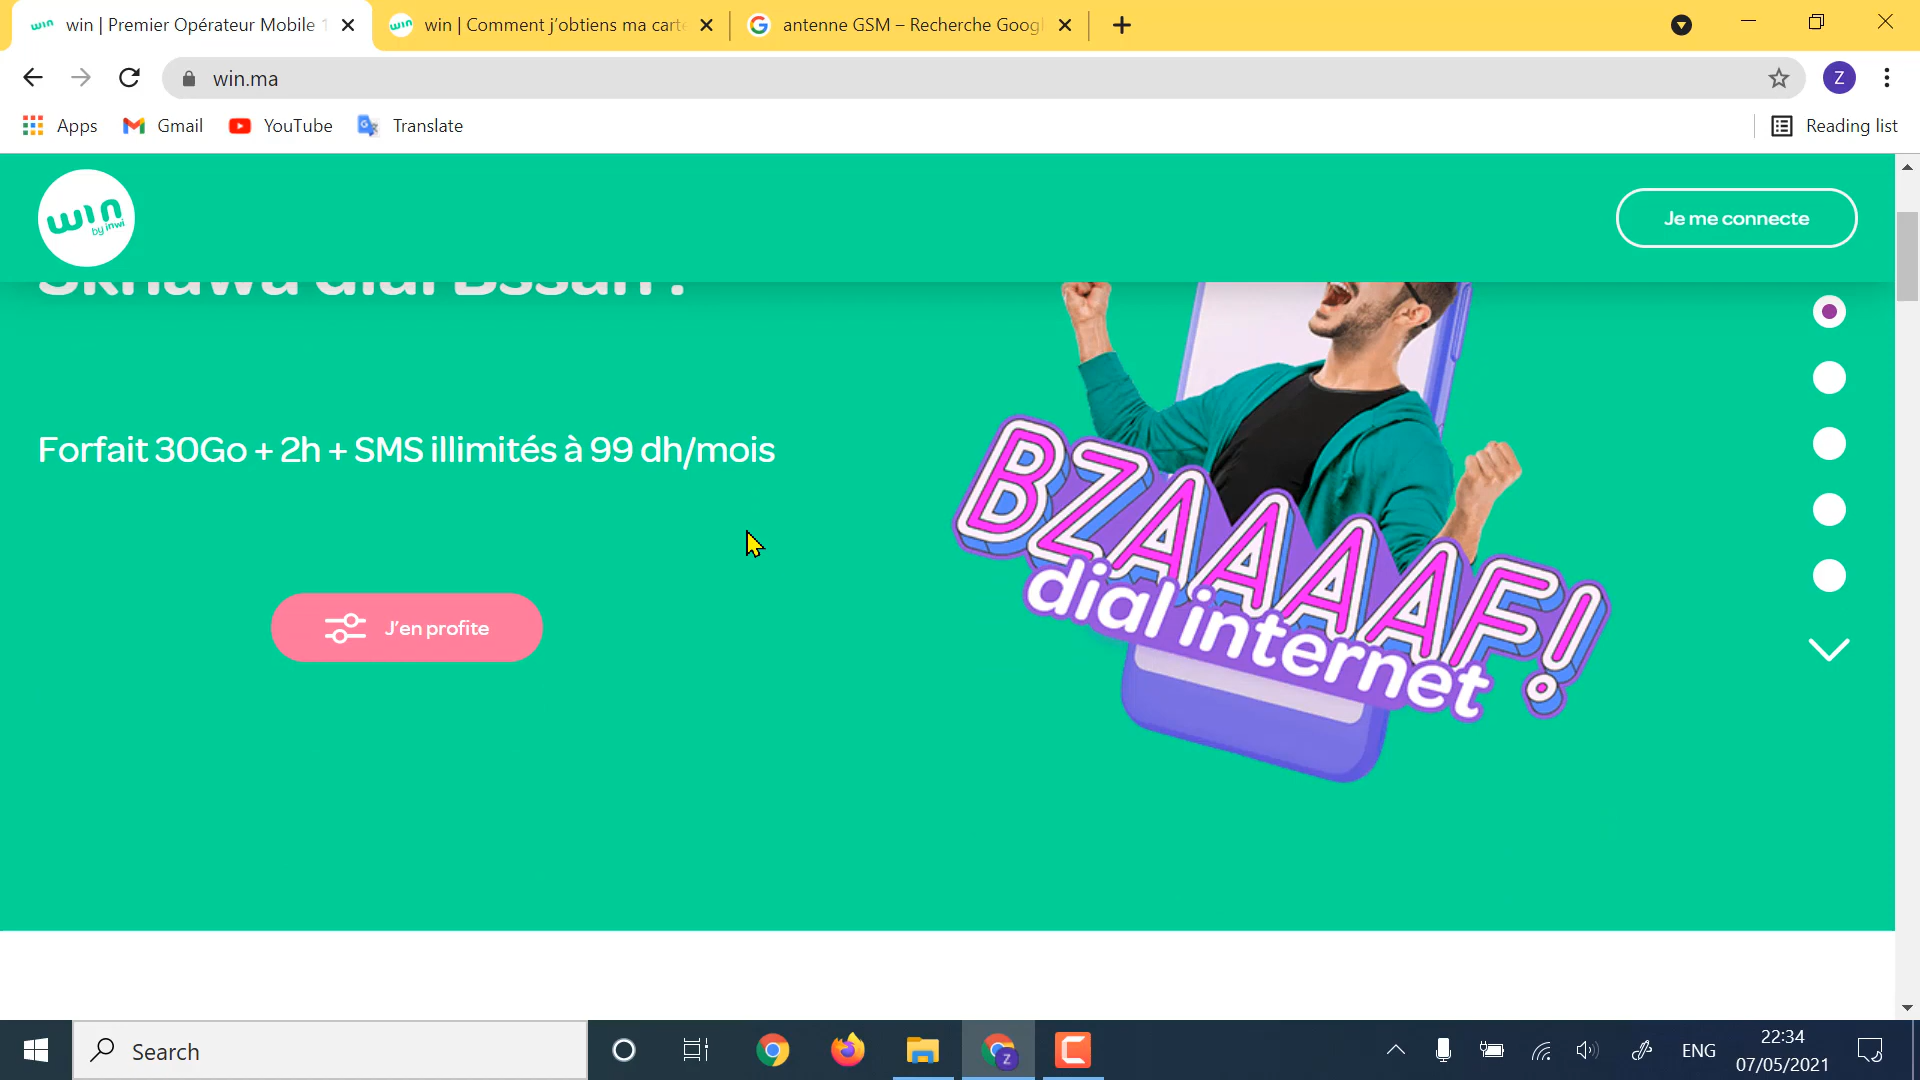 win | Premier Opérateur Mobile 1
win | Comment j'obtiens ma carte
antenne GSM – Recherche Googl
win.ma
Z
Apps
Gmail
YouTube
Translate
Reading list
win
by inwi
Je me connecte
Forfait 30Go + 2h + SMS illimités à 99 dh/mois
J'en profite
BZAAAAF!
dial internet
Search
Z
ENG
22:34
07/05/2021